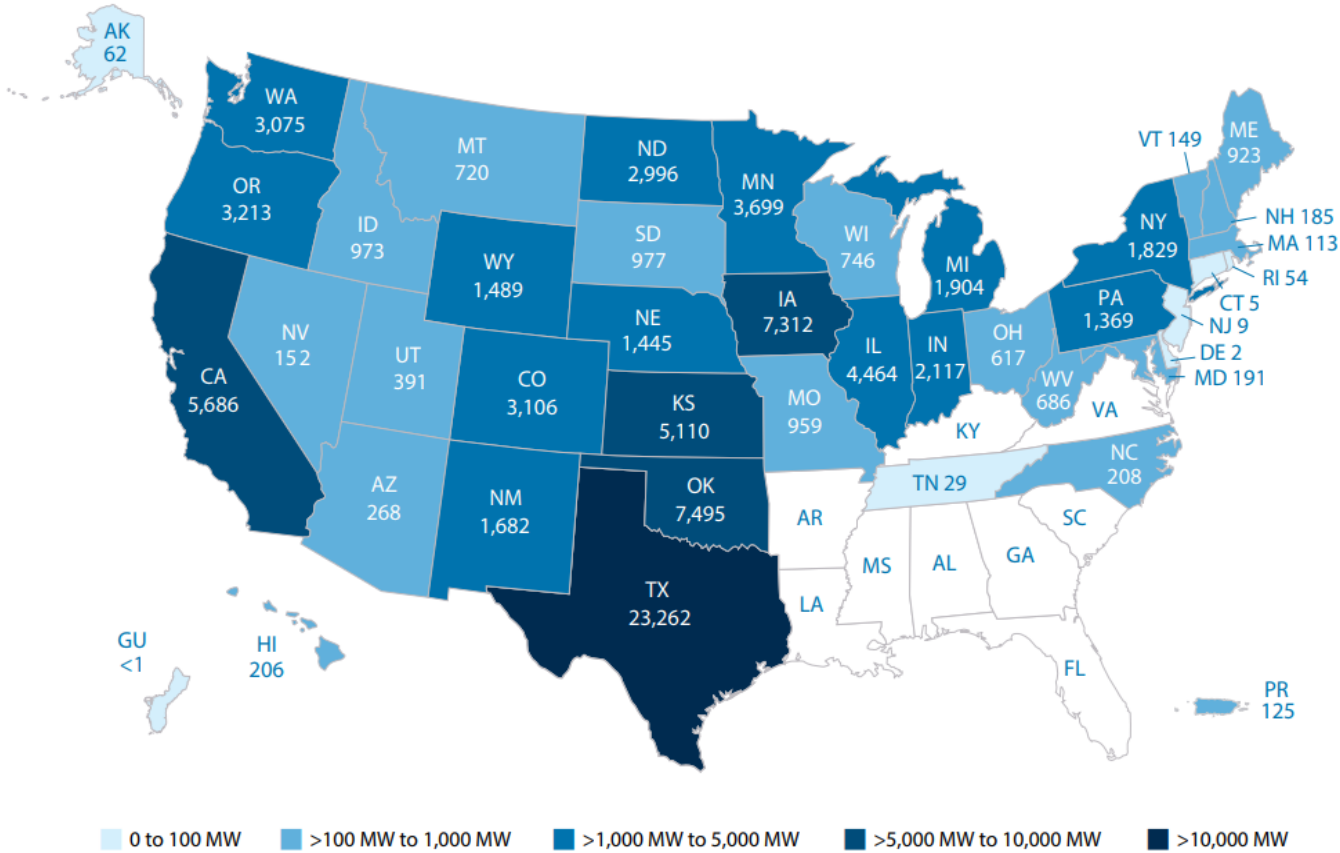 AK
62
WA
3,075
OR
3,213
CA
5,686
NV
152
ID
973
MT
720
WY
1,489
UT
391
AZ
268
CO
3,106
NM
1,682
ND
2,996
SD
977
NE
1,445
KS
5,110
OK
7,495
TX
23,262
MN
3,699
IA
7,312
MO
959
AR
LA
WI
746
IL
4,464
MI
1,904
IN
2,117
OH
617
KY
TN 29
MS
AL
GA
FL
SC
NC
208
VA
WV
686
PA
1,369
NY
1,829
VT 149
ME
923
NH 185
MA 113
RI 54
CT 5
NJ 9
DE 2
MD 191
GU
<1
HI
206
PR
125
0 to 100 MW
>100 MW to 1,000 MW
>1,000 MW to 5,000 MW
>5,000 MW to 10,000 MW
>10,000 MW